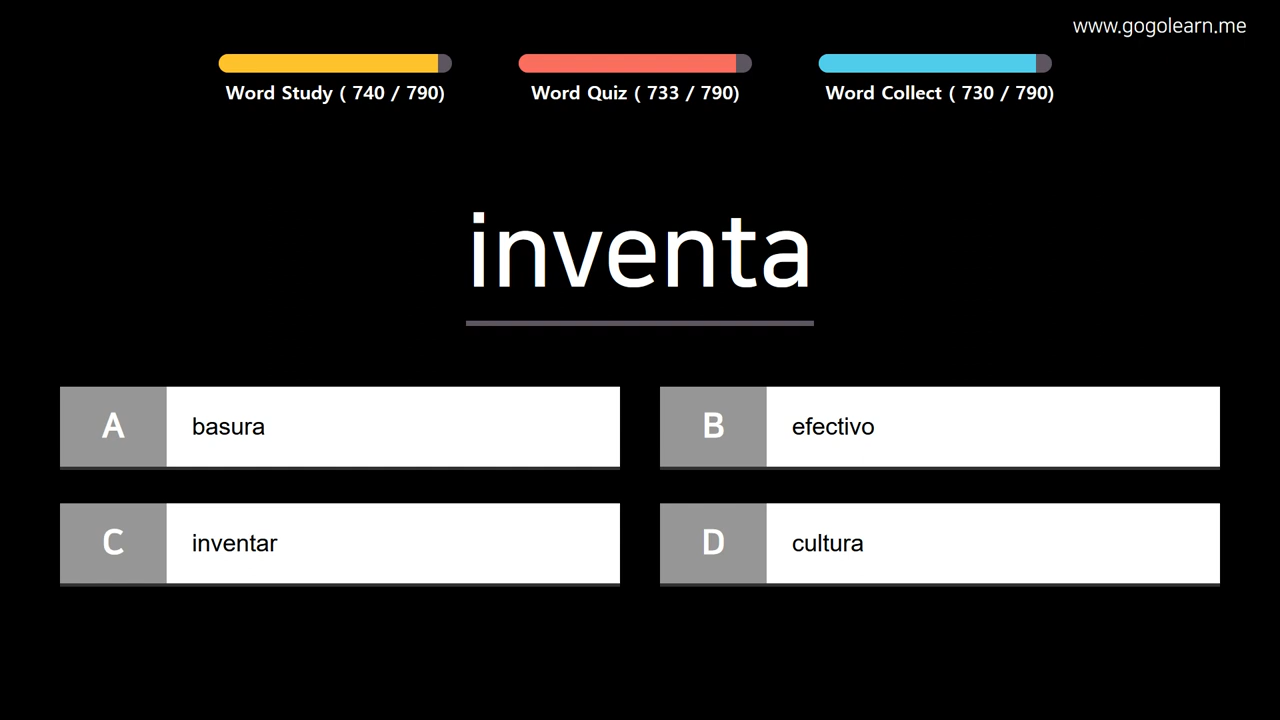 www.gogolearn.me
Word Study ( 740 / 790)
Word Quiz ( 733 / 790)
Word Collect ( 730 / 790)
inventa
A
basura
B
efectivo
C
inventar
D
cultura